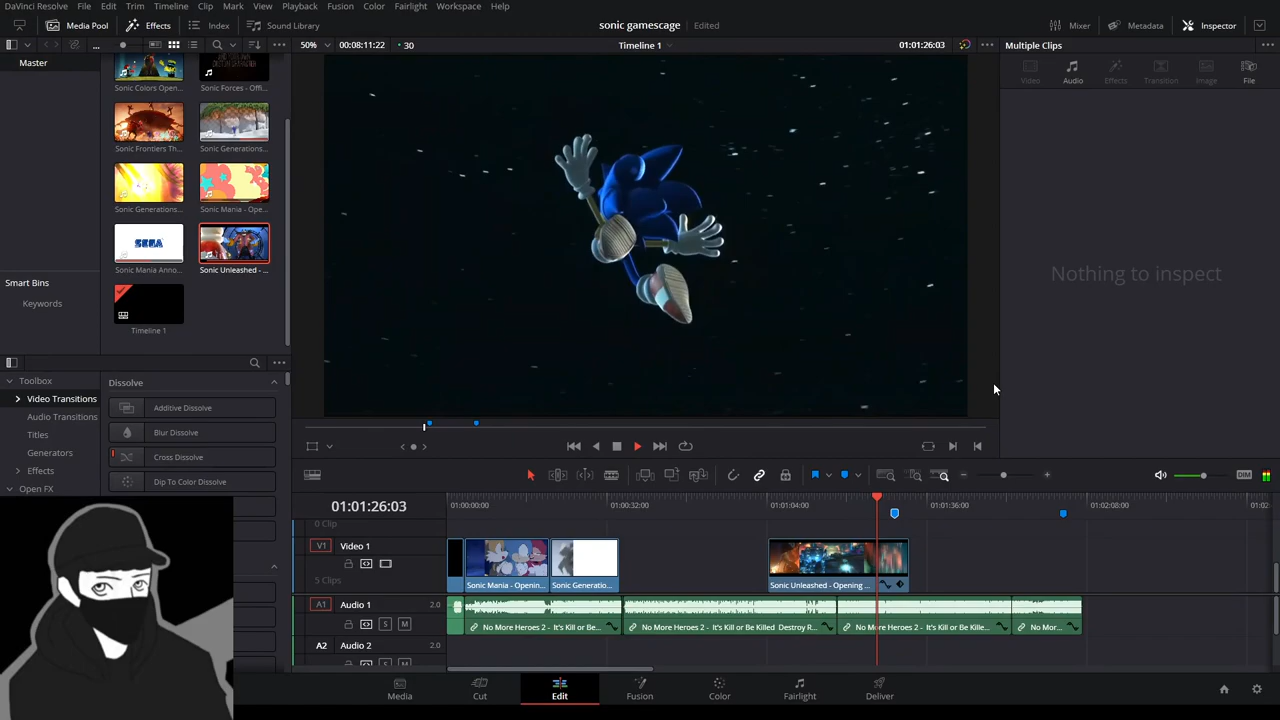 DaVinci Resolve File Edit Trim Timeline Clip Mark View Playback Fusion Color Fairlight Workspace Help
Media Pool Effects Index Sound Library sonic gamescage Edited Mixer Metadata Inspector
... 50% 00:08:11:22 30 Timeline 1 01:01:26:03 Multiple Clips
Master
Video Audio Effects Transition Image File
Sonic Colors Open... Sonic Forces - Offi...
Sonic Frontiers Th... Sonic Generations...
Sonic Generations... Sonic Mania - Ope...
SEGA
Sonic Mania Anno... Sonic Unleashed - ...
Nothing to inspect
Smart Bins
Keywords
Timeline 1
Toolbox Dissolve
Video Transitions Additive Dissolve
Audio Transitions
Titles Blur Dissolve
Generators Cross Dissolve
Effects
Open FX Dip To Color Dissolve
DIM
01:01:26:03 01:00:00:00 01:00:32:00 01:01:04:00 01:01:36:00 01:02:08:00 01:02:
0 Clip
V1 Video 1
5 Clips Sonic Mania - Openin... Sonic Generatio... Sonic Unleashed - Opening ...
A1 Audio 1 2.0
S M No More Heroes 2 - It's Kill or Be... No More Heroes 2 - It's Kill or Be Killed Destroy R... No More Heroes 2 - It's Kill or Be Kille... No Mor...
A2 Audio 2 2.0
S M
Media Cut Edit Fusion Color Fairlight Deliver